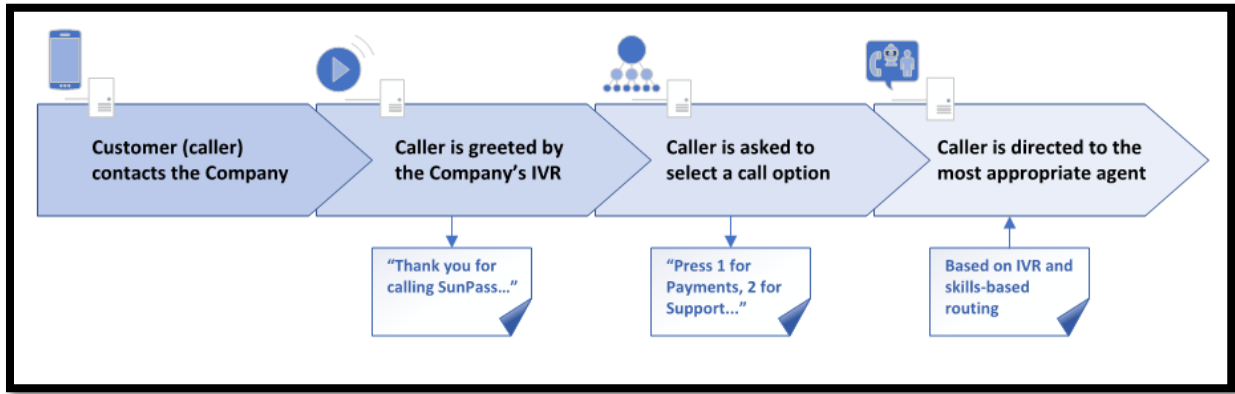 Customer (caller)
contacts the Company
Caller is greeted by
the Company's IVR
Caller is asked to
select a call option
Caller is directed to the
most appropriate agent
“Thank you for
calling SunPass…”
“Press 1 for
Payments, 2 for
Support...”
Based on IVR and
skills-based
routing